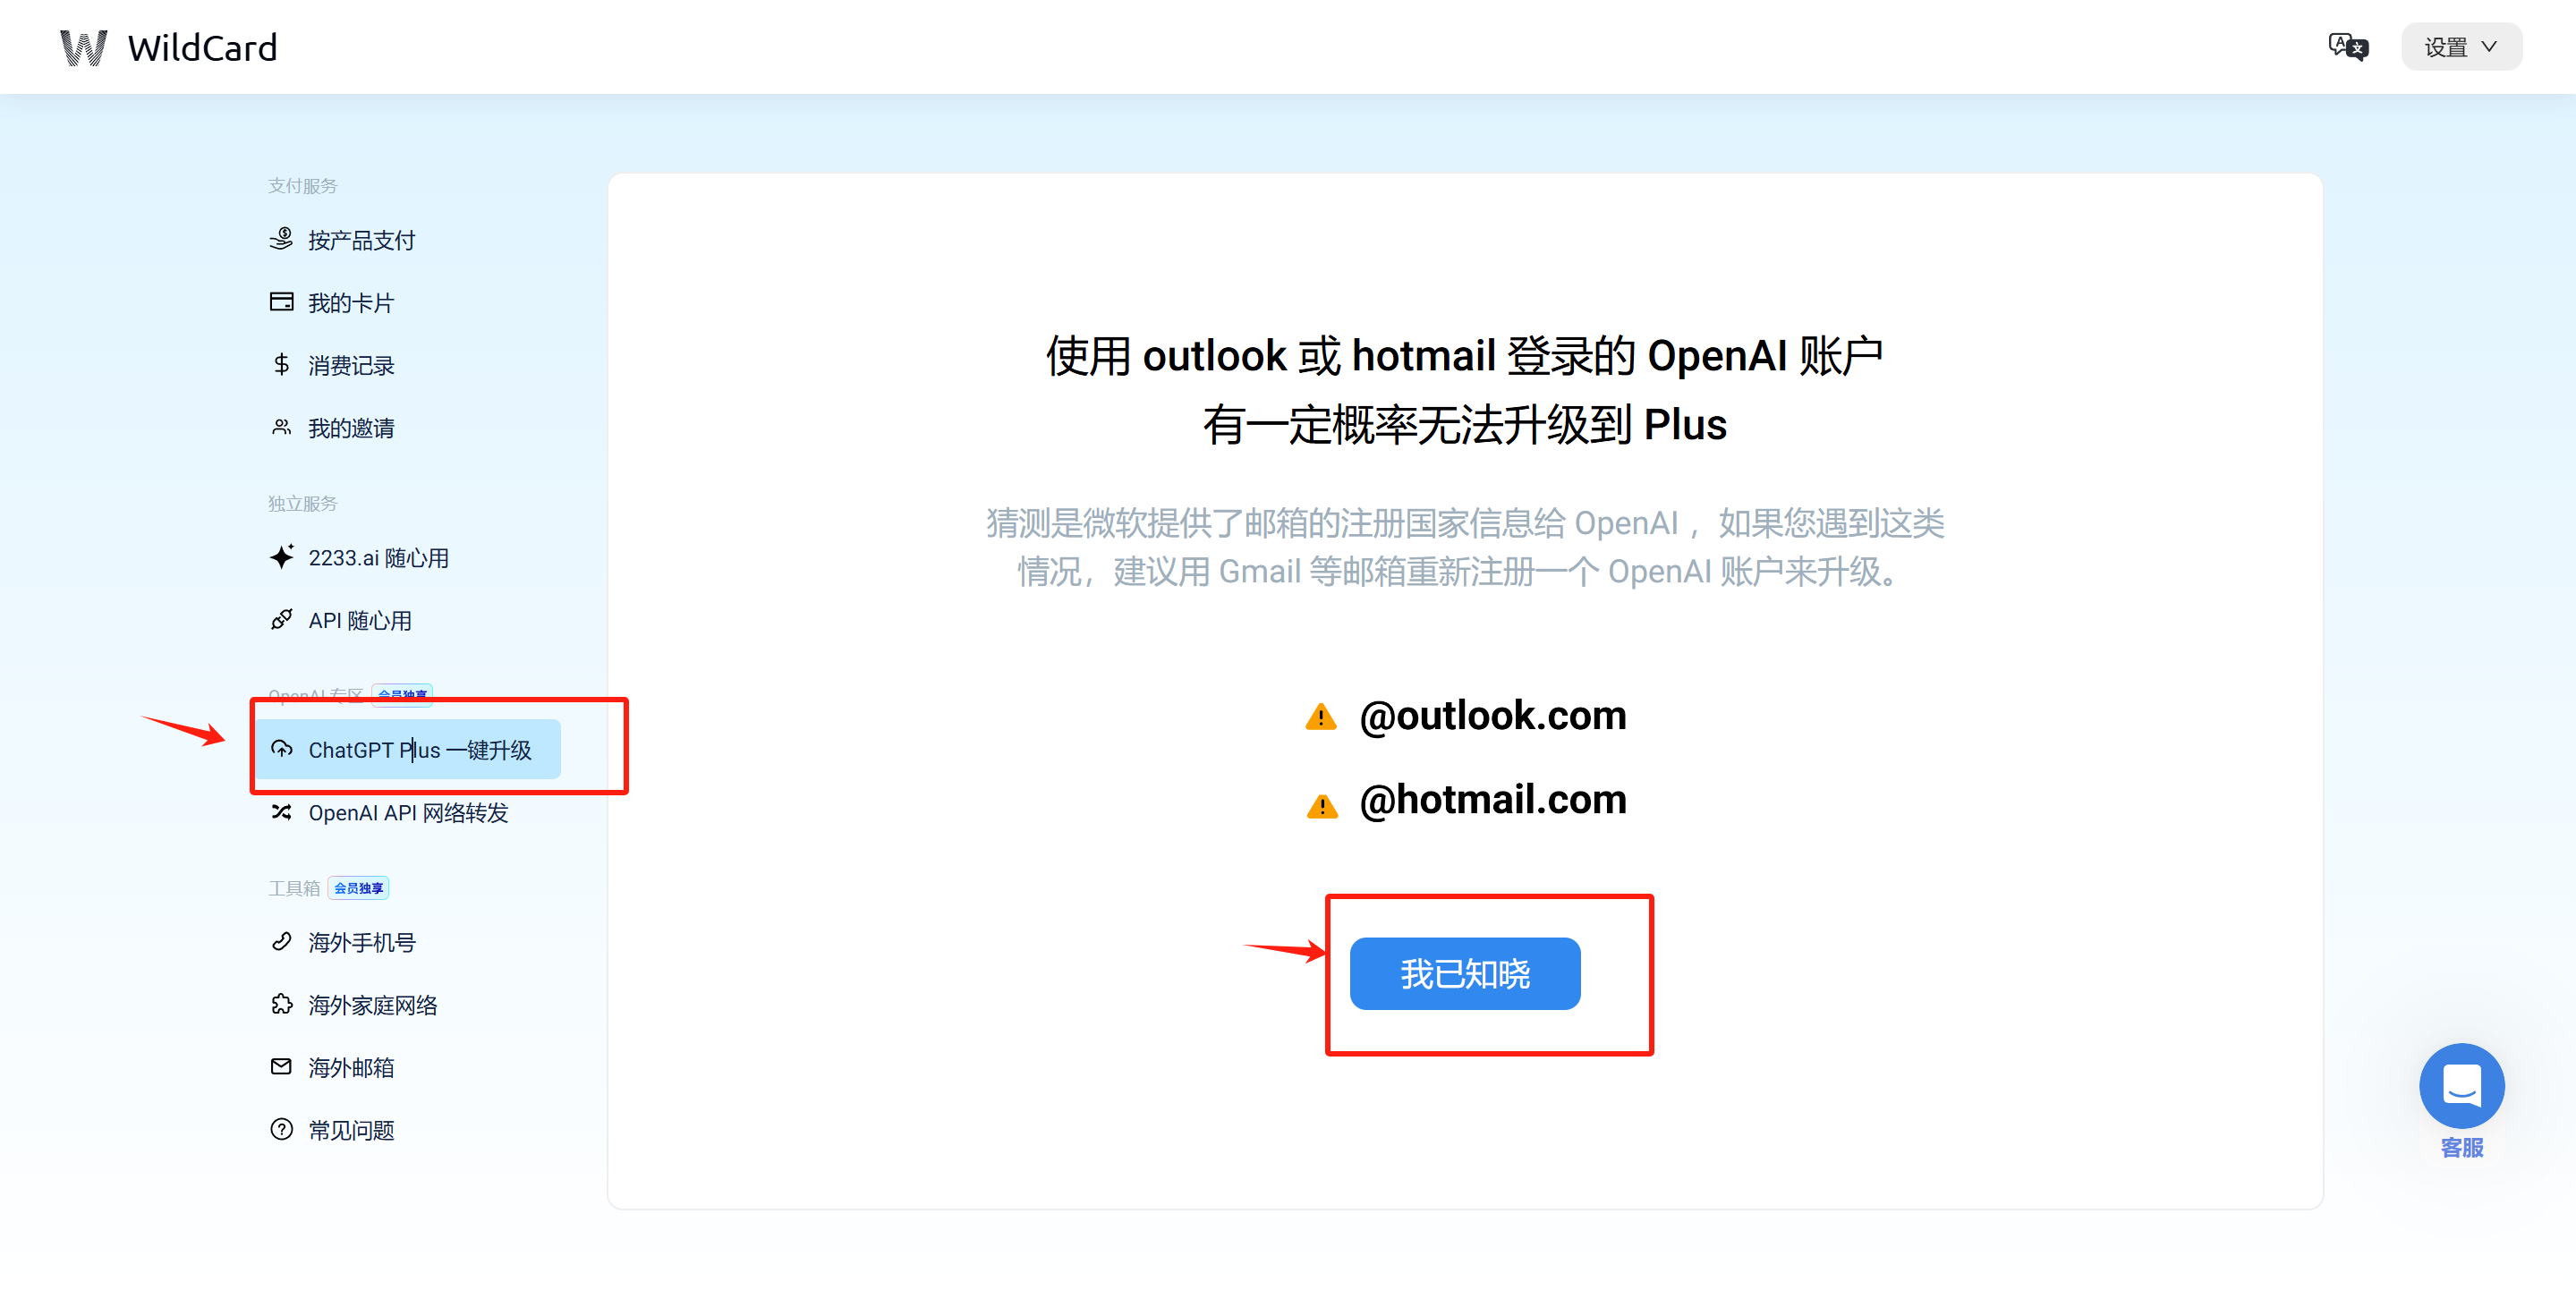 WildCard
设置
支付服务
按产品支付
我的卡片
消费记录
我的邀请
独立服务
2233.ai 随心用
API 随心用
OpenAI 专区 会员独享
ChatGPT Plus 一键升级
OpenAI API 网络转发
工具箱 会员独享
海外手机号
海外家庭网络
海外邮箱
常见问题
使用 outlook 或 hotmail 登录的 OpenAI 账户
有一定概率无法升级到 Plus
猜测是微软提供了邮箱的注册国家信息给 OpenAI ，如果您遇到这类
情况，建议用 Gmail 等邮箱重新注册一个 OpenAI 账户来升级。
@outlook.com
@hotmail.com
我已知晓
客服